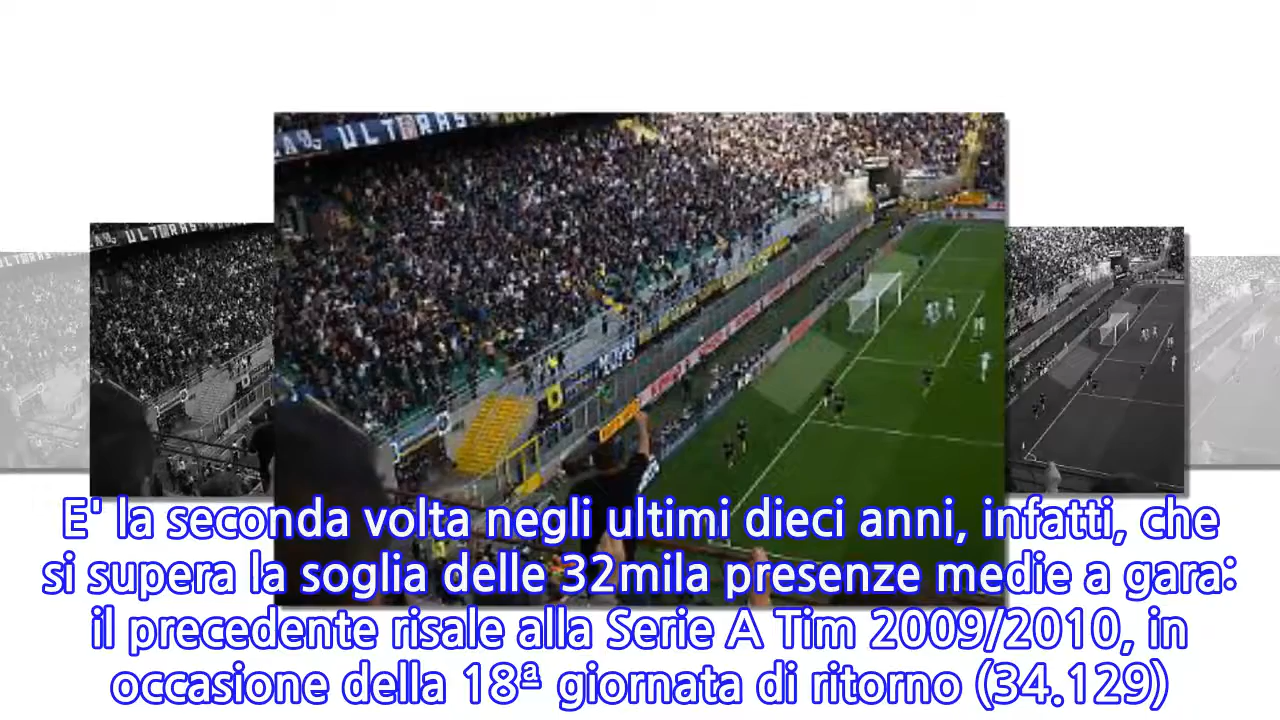 ULTRAS
E' la seconda volta negli ultimi dieci anni, infatti, che
si supera la soglia delle 32mila presenze medie a gara:
il precedente risale alla Serie A Tim 2009/2010, in
occasione della 18ª giornata di ritorno (34.129)